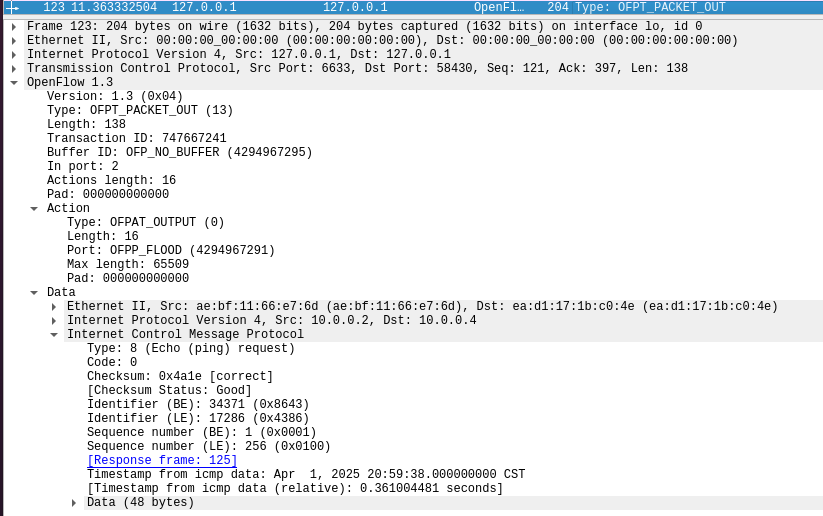 123 11.363332504 127.0.0.1 127.0.0.1 OpenFl… 204 Type: OFPT_PACKET_OUT
Frame 123: 204 bytes on wire (1632 bits), 204 bytes captured (1632 bits) on interface lo, id 0
Ethernet II, Src: 00:00:00_00:00:00 (00:00:00:00:00:00), Dst: 00:00:00_00:00:00 (00:00:00:00:00:00)
Internet Protocol Version 4, Src: 127.0.0.1, Dst: 127.0.0.1
Transmission Control Protocol, Src Port: 6633, Dst Port: 58430, Seq: 121, Ack: 397, Len: 138
OpenFlow 1.3
Version: 1.3 (0x04)
Type: OFPT_PACKET_OUT (13)
Length: 138
Transaction ID: 747667241
Buffer ID: OFP_NO_BUFFER (4294967295)
In port: 2
Actions length: 16
Pad: 000000000000
Action
Type: OFPAT_OUTPUT (0)
Length: 16
Port: OFPP_FLOOD (4294967291)
Max length: 65509
Pad: 000000000000
Data
Ethernet II, Src: ae:bf:11:66:e7:6d (ae:bf:11:66:e7:6d), Dst: ea:d1:17:1b:c0:4e (ea:d1:17:1b:c0:4e)
Internet Protocol Version 4, Src: 10.0.0.2, Dst: 10.0.0.4
Internet Control Message Protocol
Type: 8 (Echo (ping) request)
Code: 0
Checksum: 0x4a1e [correct]
[Checksum Status: Good]
Identifier (BE): 34371 (0x8643)
Identifier (LE): 17286 (0x4386)
Sequence number (BE): 1 (0x0001)
Sequence number (LE): 256 (0x0100)
[Response frame: 125]
Timestamp from icmp data: Apr  1, 2025 20:59:38.000000000 CST
[Timestamp from icmp data (relative): 0.361004481 seconds]
Data (48 bytes)